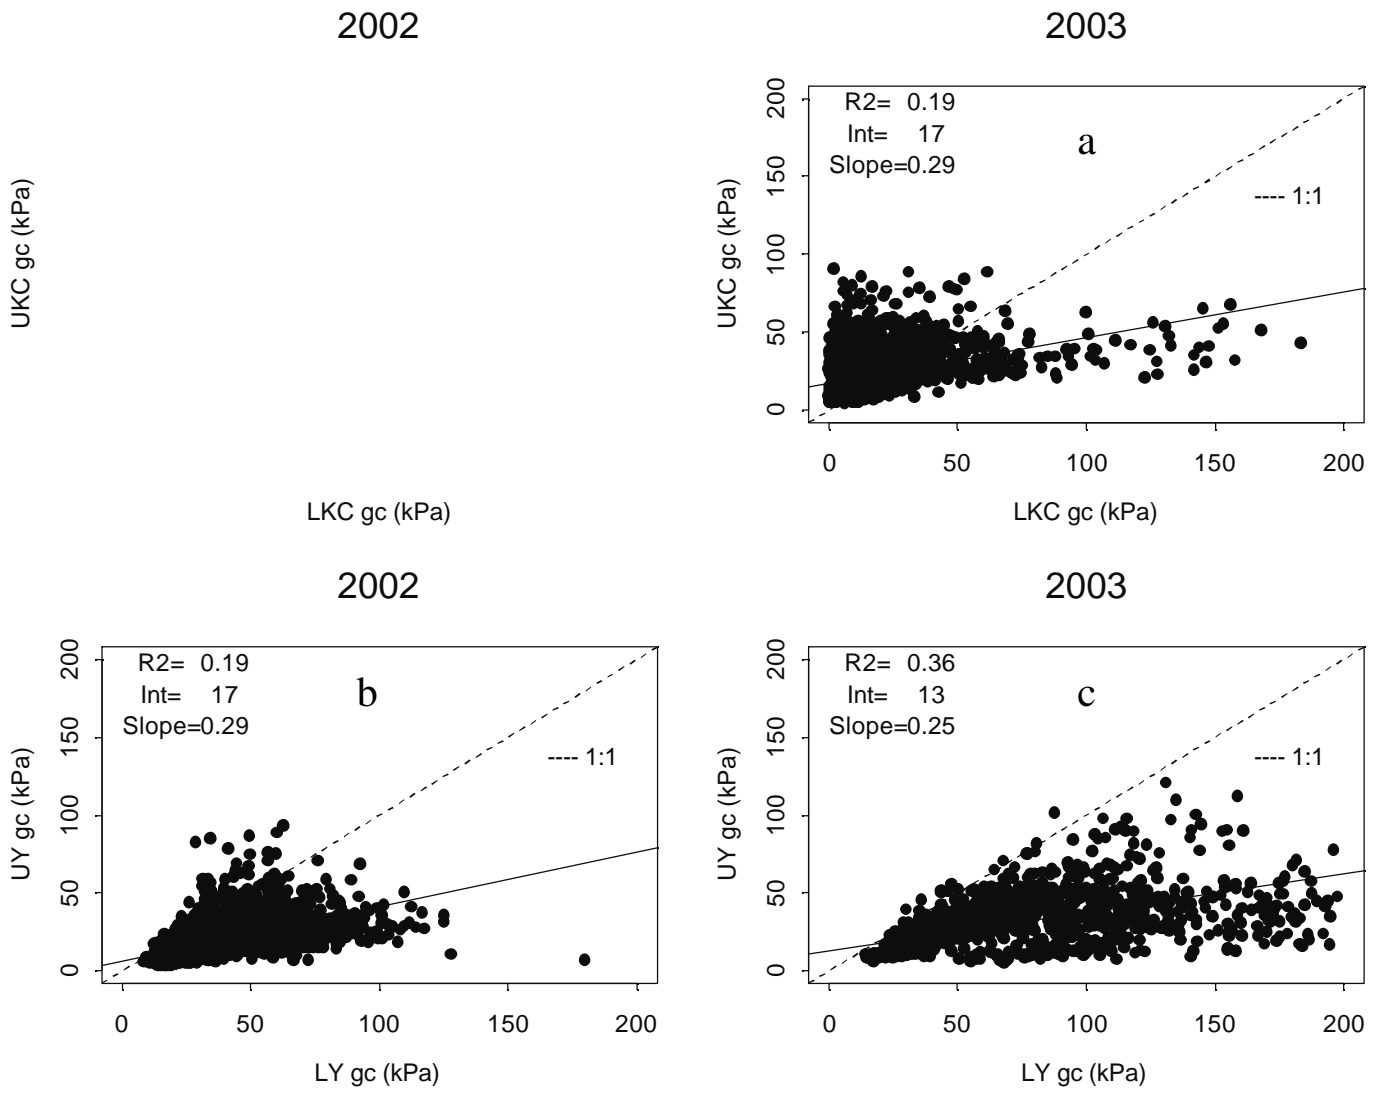 2002
UKC gc (kPa)
LKC gc (kPa)
2003
UKC gc (kPa)
200
150
100
50
0
R2= 0.19
Int= 17
Slope=0.29
a
---- 1:1
0 50 100 150 200
LKC gc (kPa)
2002
UY gc (kPa)
200
150
100
50
0
R2= 0.19
Int= 17
Slope=0.29
b
---- 1:1
0 50 100 150 200
LY gc (kPa)
2003
UY gc (kPa)
200
150
100
50
0
R2= 0.36
Int= 13
Slope=0.25
c
---- 1:1
0 50 100 150 200
LY gc (kPa)